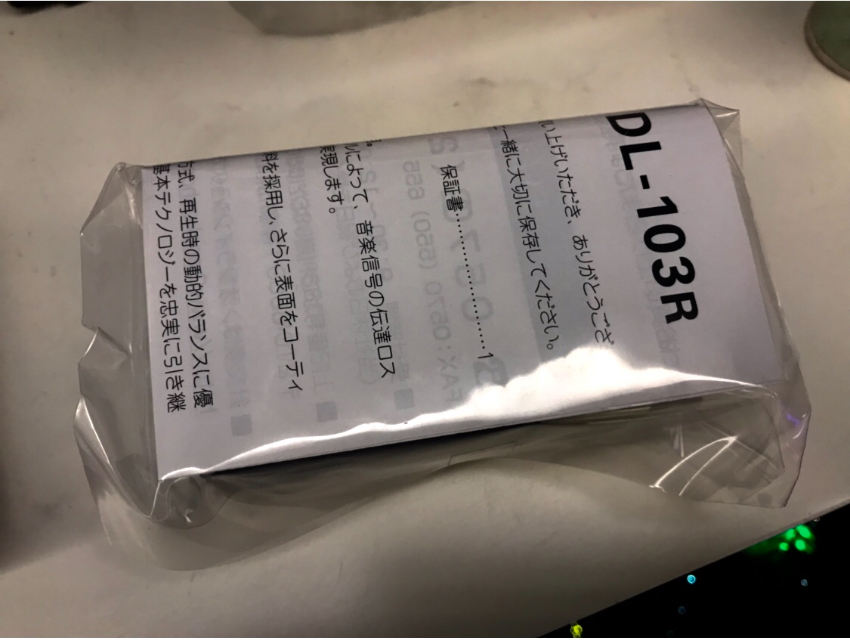 DL-103R
い上げいただき、ありがとうござ
一緒に大切に保存してください。
保証書 1
ルによって、音楽信号の伝達ロス
実現します。
料を採用し、さらに表面をコーティ
方式、再生時の動的バランスに優
基本テクノロジーを忠実に引き継